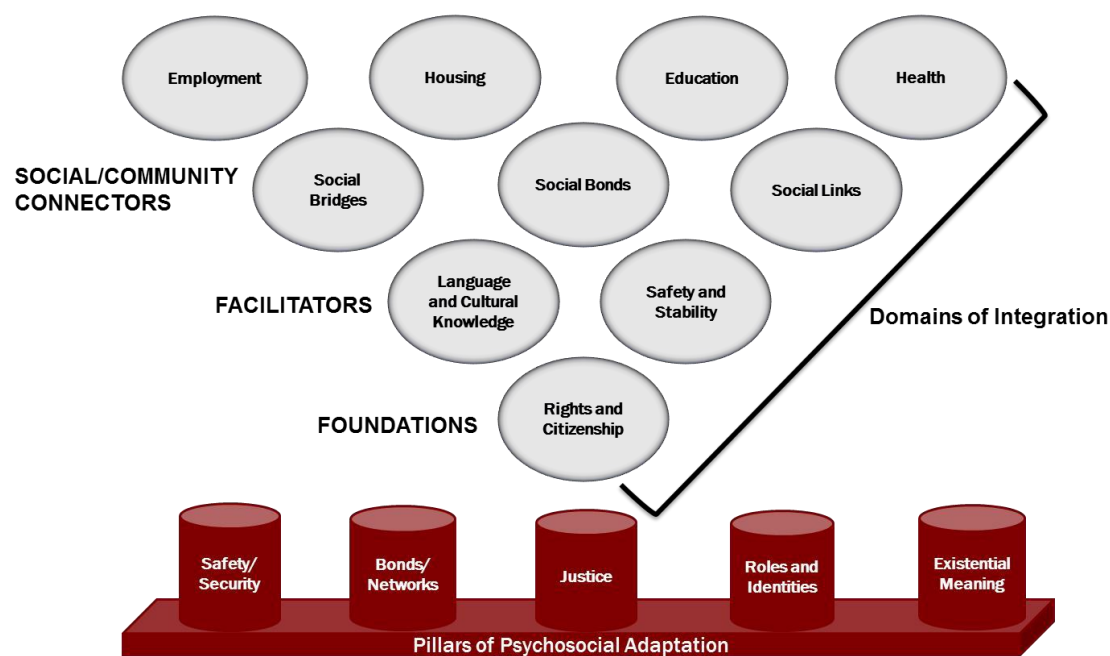 Employment
Housing
Education
Health
SOCIAL/COMMUNITY
CONNECTORS
Social
Bridges
Social Bonds
Social Links
FACILITATORS
Language
and Cultural
Knowledge
Safety and
Stability
Domains of Integration
FOUNDATIONS
Rights and
Citizenship
Safety/
Security
Bonds/
Networks
Justice
Roles and
Identities
Existential
Meaning
Pillars of Psychosocial Adaptation